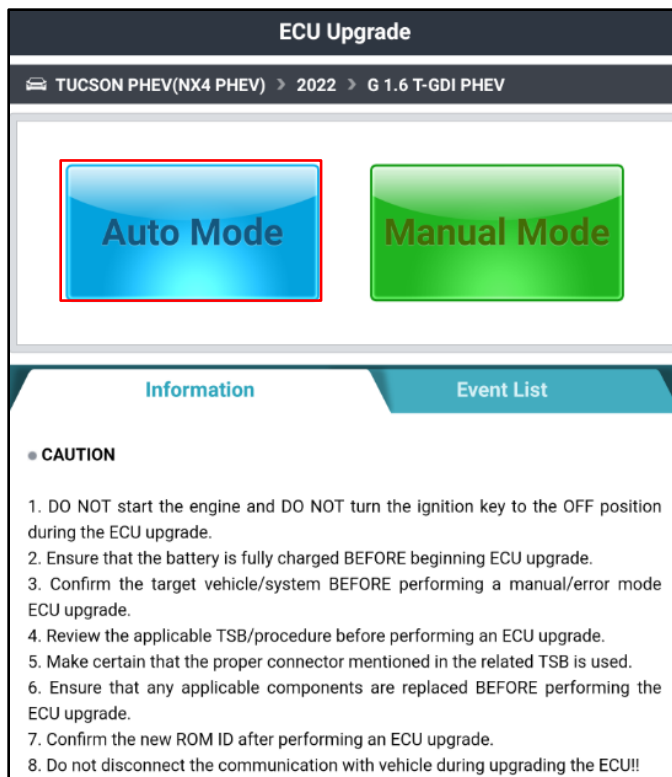 ECU Upgrade
TUCSON PHEV(NX4 PHEV) > 2022 > G 1.6 T-GDI PHEV
Auto Mode
Manual Mode
Information
Event List
● CAUTION
1. DO NOT start the engine and DO NOT turn the ignition key to the OFF position
during the ECU upgrade.
2. Ensure that the battery is fully charged BEFORE beginning ECU upgrade.
3. Confirm the target vehicle/system BEFORE performing a manual/error mode
ECU upgrade.
4. Review the applicable TSB/procedure before performing an ECU upgrade.
5. Make certain that the proper connector mentioned in the related TSB is used.
6. Ensure that any applicable components are replaced BEFORE performing the
ECU upgrade.
7. Confirm the new ROM ID after performing an ECU upgrade.
8. Do not disconnect the communication with vehicle during upgrading the ECU!!